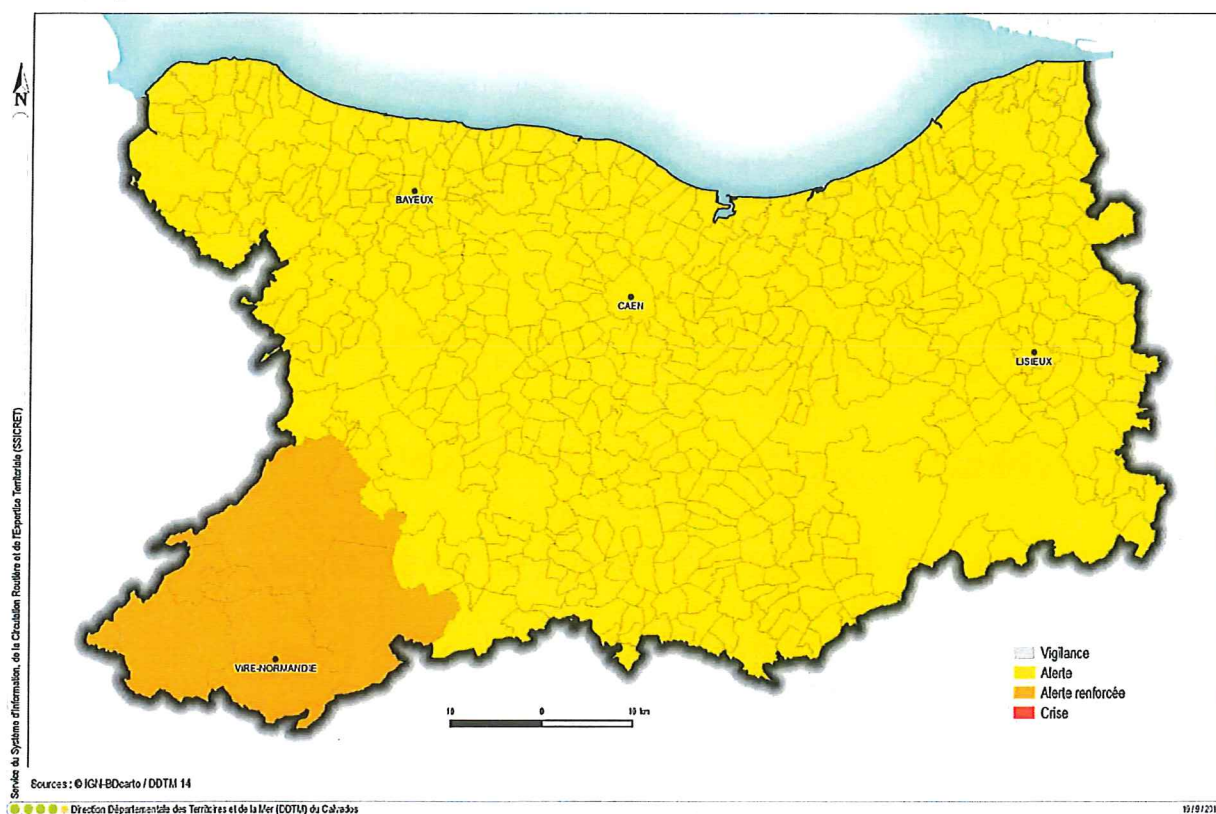 N
BAYEUX
CAEN
LISIEUX
VIRE-NORMANDIE
Vigilance
Alerte
Alerte renforcée
Crise
10 0 10 km
Service du Système d'Information, de la Circulation Routière et de l'Expertise Territoriale (SSICRET)
Sources : © IGN-BDcarto / DDTM 14
Direction Départementale des Territoires et de la Mer (DDTM) du Calvados